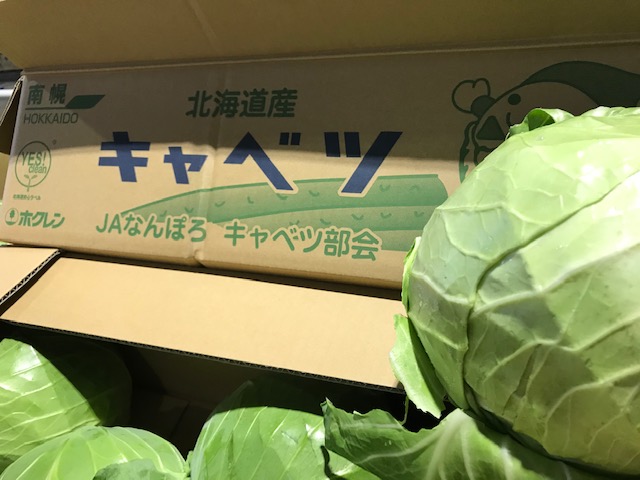 南幌
HOKKAIDO
北海道産
キャベツ
YES!
clean
ホクレン
JAなんぽろ キャベツ部会